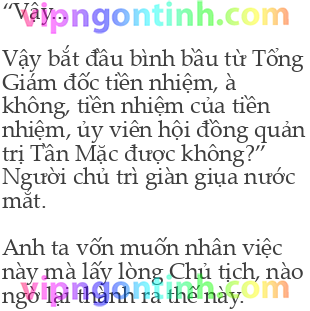 “Vậy...
vipngontinh.com
Vậy bắt đầu bình bầu từ Tổng
Giám đốc tiền nhiệm, à
không, tiền nhiệm của tiền
nhiệm, ủy viên hội đồng quản
trị Tần Mặc được không?”
Người chủ trì giàn giụa nước
mắt.
Anh ta vốn muốn nhân việc
này mà lấy lòng Chủ tịch, nào
ngờ lại thành ra thế này.
vipngontinh.com